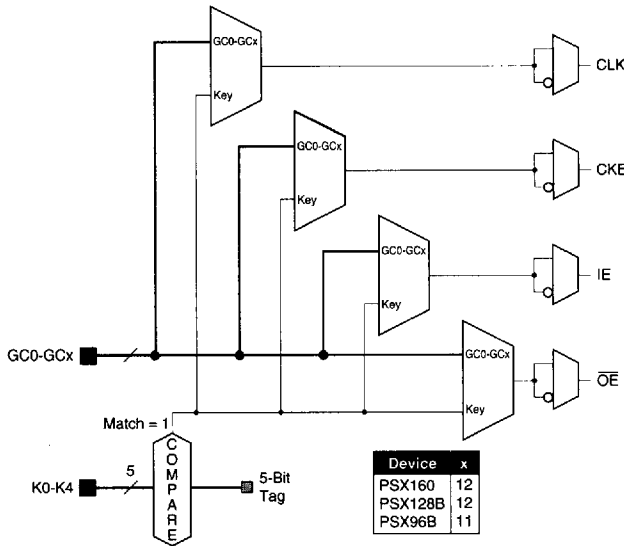 GC0-GCx
Key
CLK
GC0-GCx
Key
CKE
GC0-GCx
Key
IE
GC0-GCx
GC0-GCx
Key
OE
Match = 1
COMPARE
K0-K4
5
5-Bit
Tag
Device x
PSX160 12
PSX128B 12
PSX96B 11